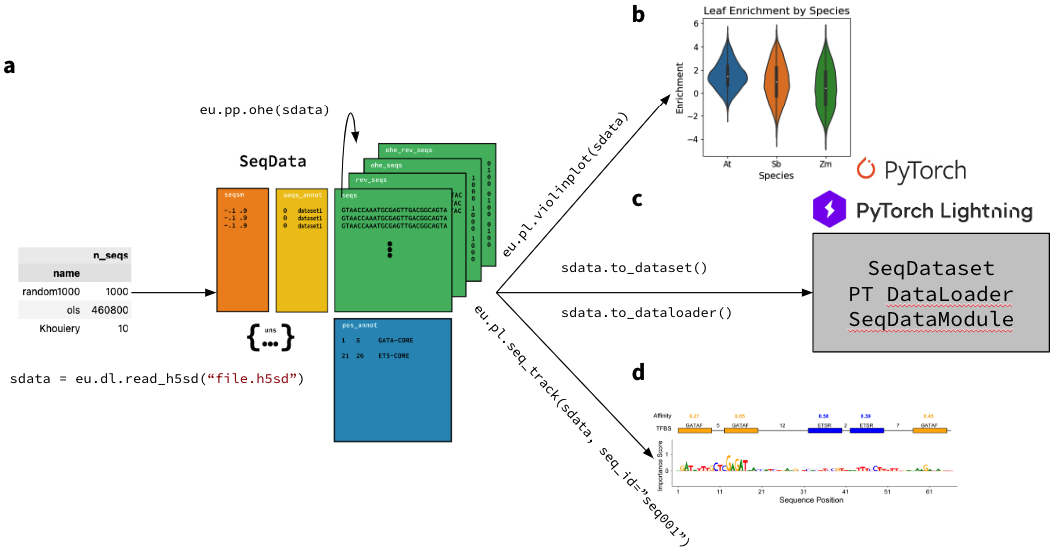 a
n_seqs
name
random1000 1000
ols 460800
Khouiery 10
sdata = eu.dl.read_h5sd(“file.h5sd”)
eu.pp.ohe(sdata)
SeqData
seqsm
-.1 .9
-.1 .9
-.1 .9
seqs_annot
0 dataset1
0 dataset1
0 dataset1
ohe_rev_seqs
ohe_seqs
rev_seqs
seqs
GTAACCAAATGCGAGTTGACGGCAGTA
GTAACCAAATGCGAGTTGACGGCAGTA
GTAACCAAATGCGAGTTGACGGCAGTA
uns
{...}
pos_annot
1 5 GATA-CORE
21 26 ETS-CORE
eu.pl.violinplot(sdata)
sdata.to_dataset()
sdata.to_dataloader()
eu.pl.seq_track(sdata, seq_id=”seq001”)
b
Leaf Enrichment by Species
Enrichment
6
4
2
0
−2
−4
At Sb Zm
Species
c
PyTorch
PyTorch Lightning
SeqDataset
PT DataLoader
SeqDataModule
d
Affinity 0.27 0.65 0.58 0.39 0.45
TFBS GATAF 5 GATAF 12 ETSR 2 ETSR 7 GATAF
Importance Score
1
0
1 11 21 31 41 51 61
Sequence Position